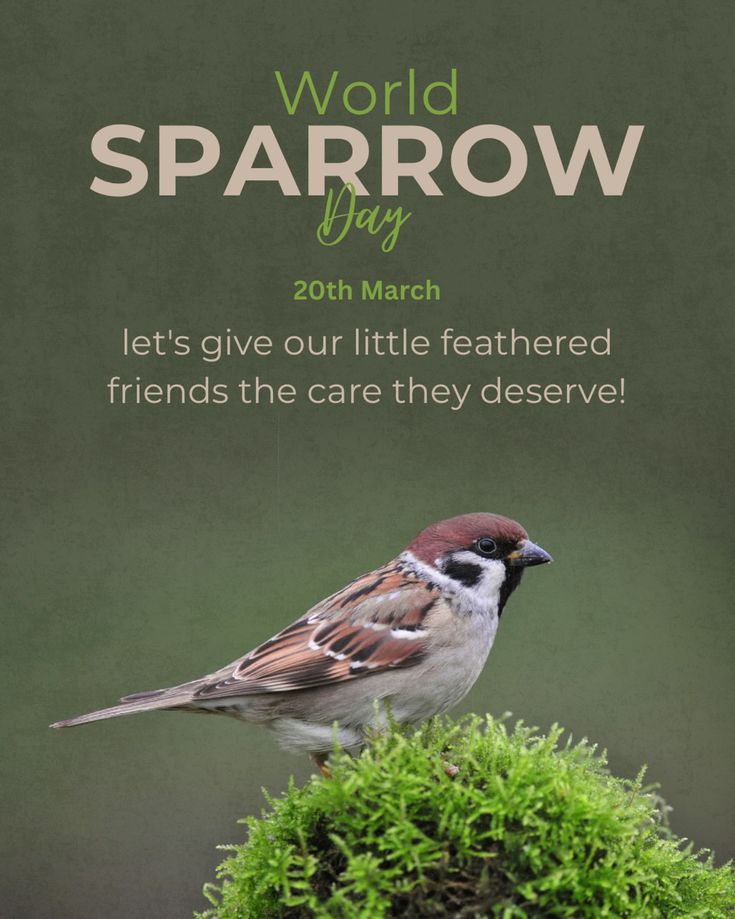 World
SPARROW
Day
20th March
let's give our little feathered
friends the care they deserve!